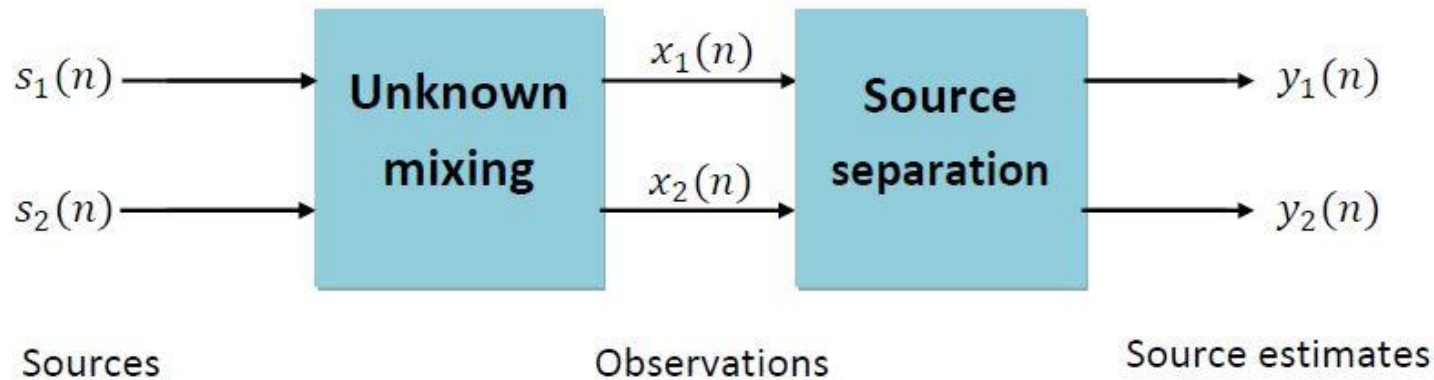 s₁(n)
Unknown
mixing
x₁(n)
Source
separation
y₁(n)
s₂(n)
x₂(n)
y₂(n)
Sources
Observations
Source estimates